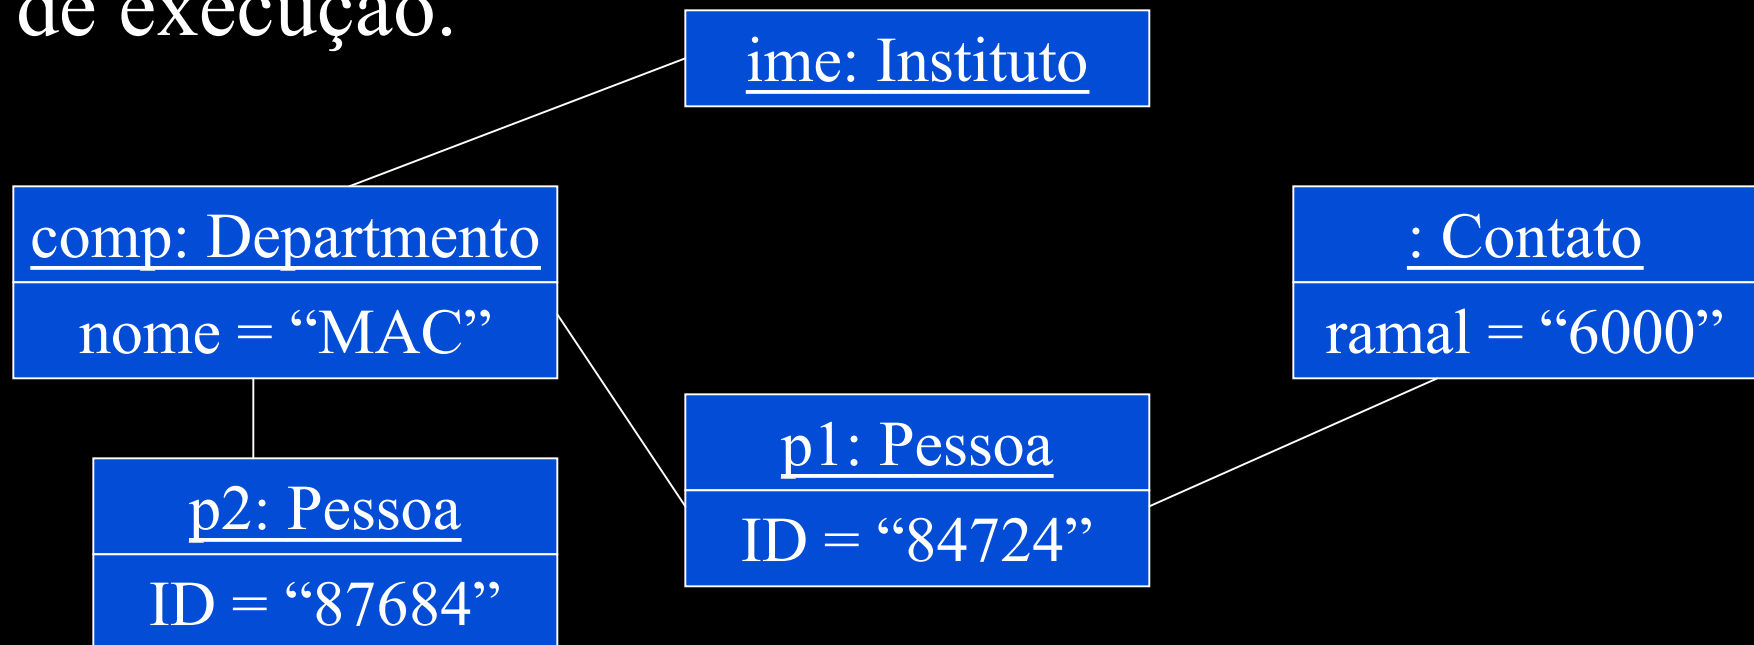 de execução.
ime: Instituto
comp: Departmento
nome = “MAC”
: Contato
ramal = “6000”
p1: Pessoa
ID = “84724”
p2: Pessoa
ID = “87684”